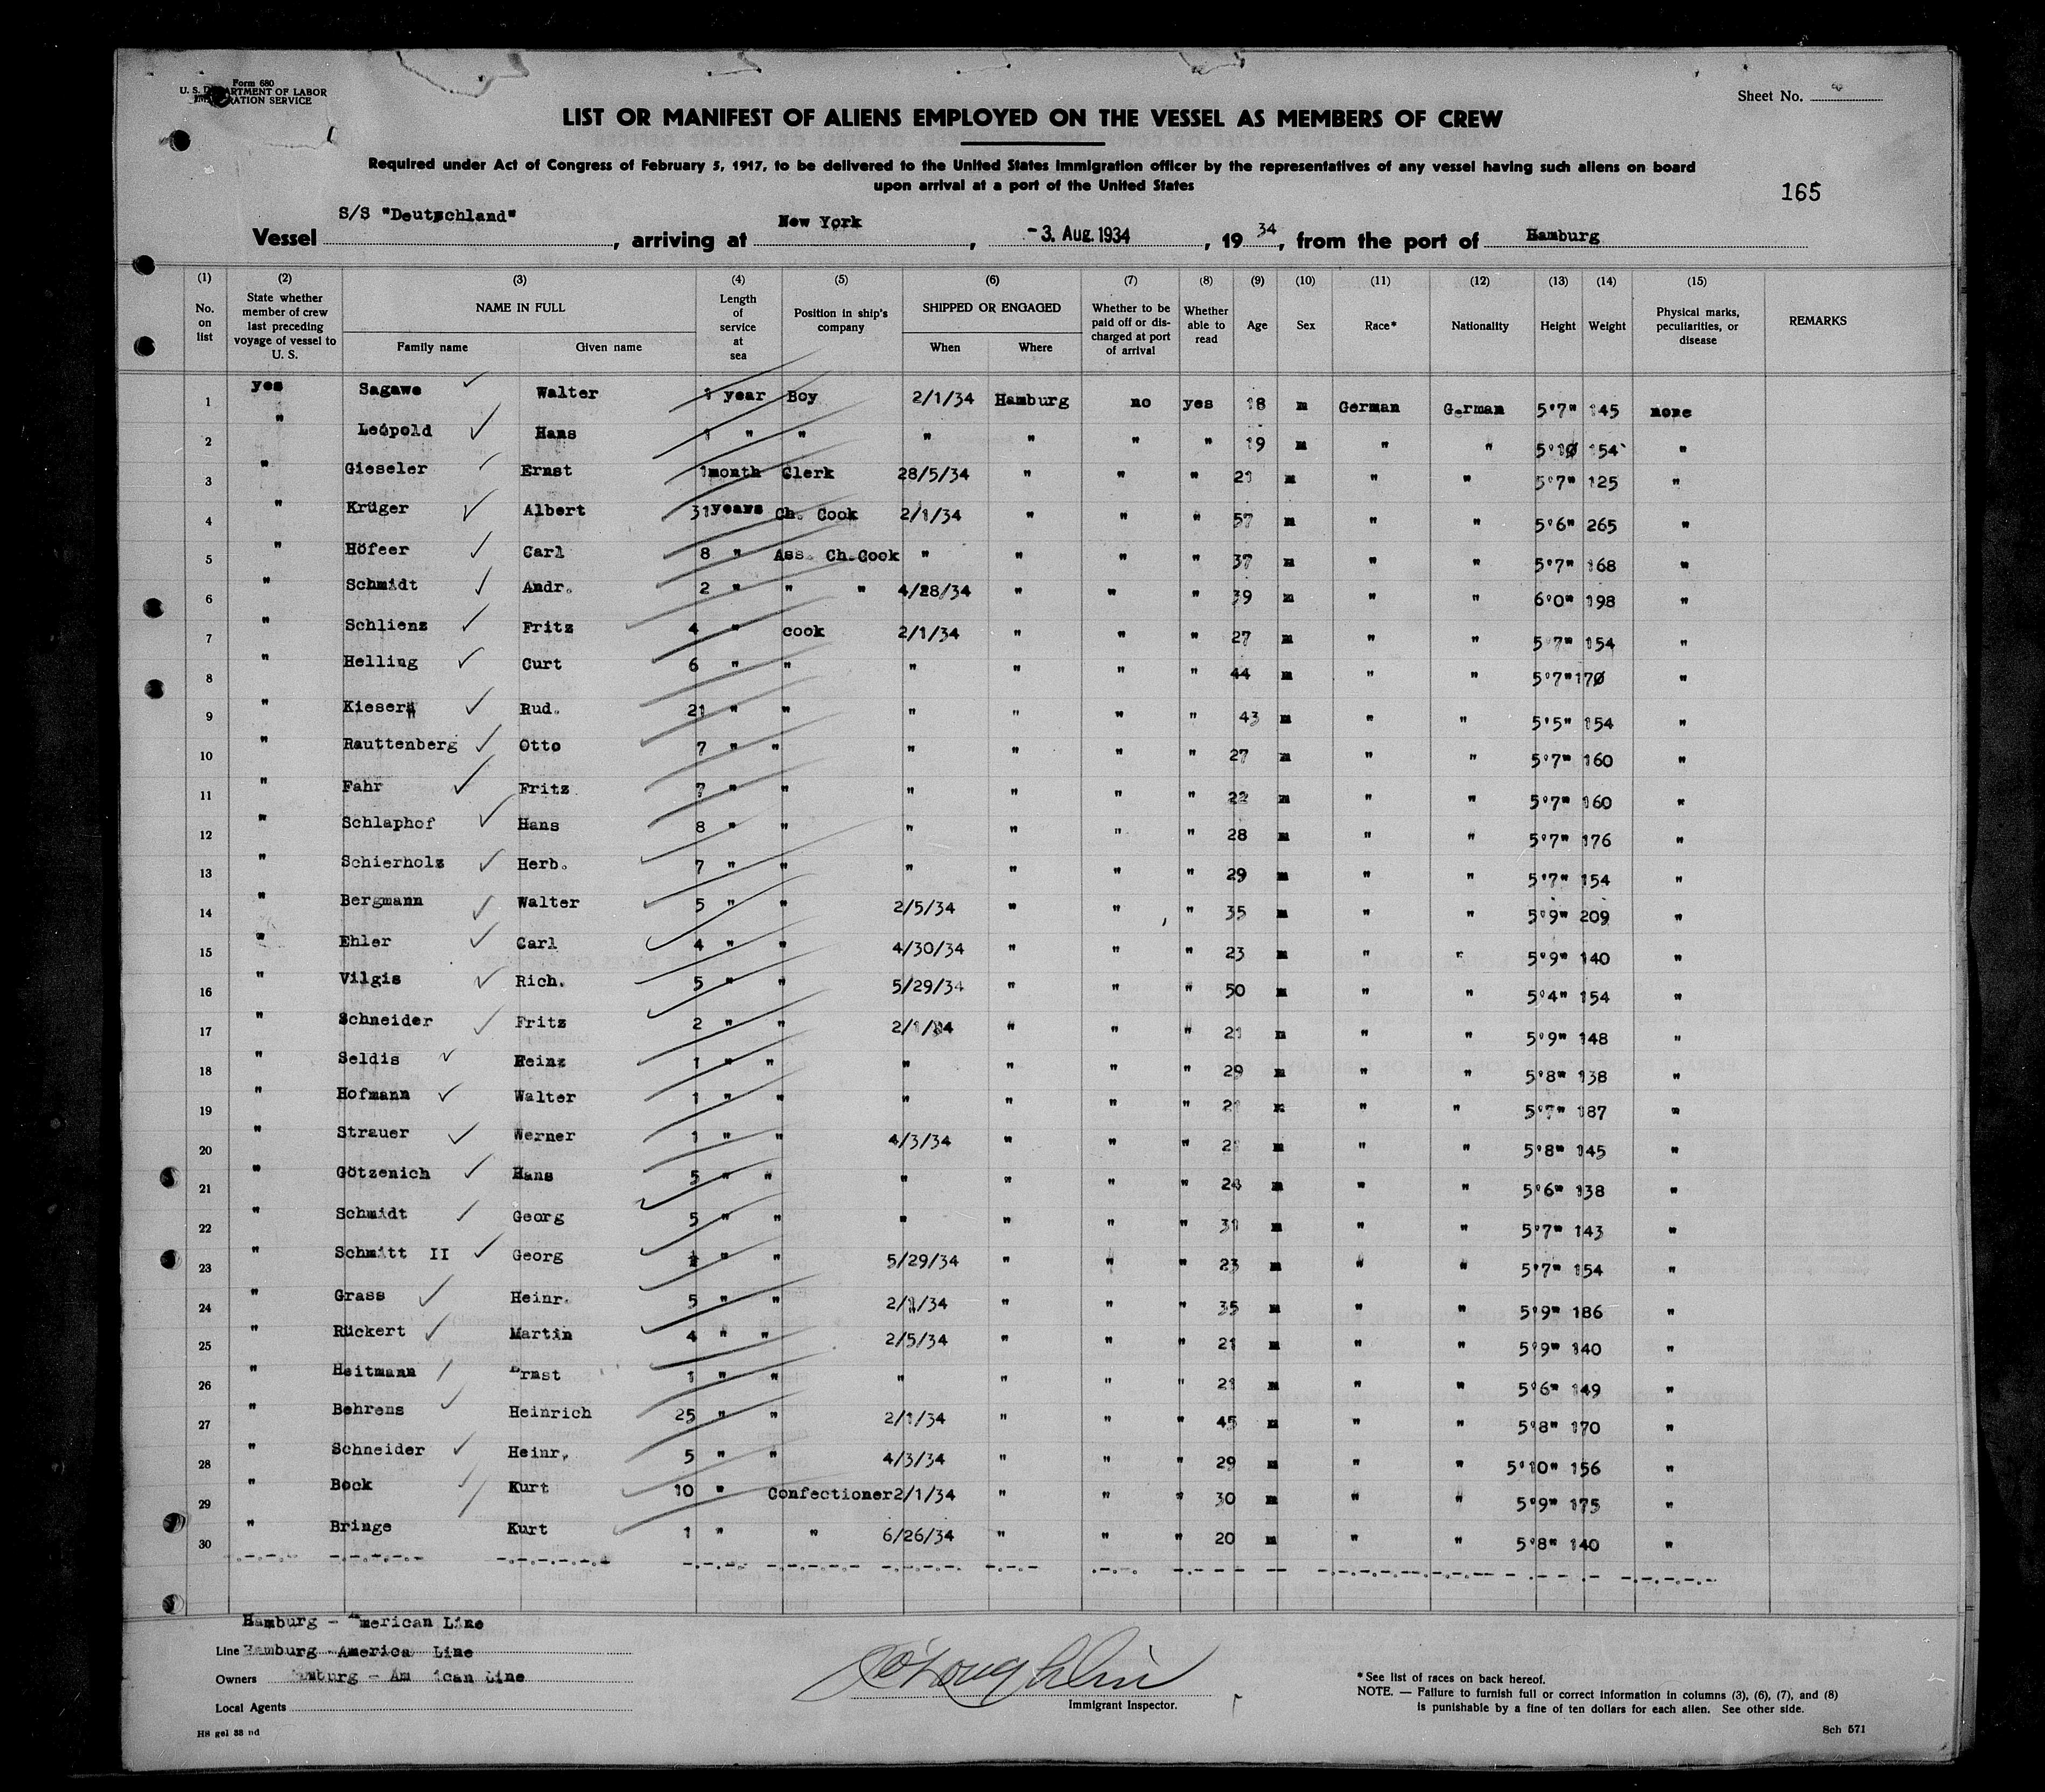 Form 680
U. S. DEPARTMENT OF LABOR
IMMIGRATION SERVICE
Sheet No.
LIST OR MANIFEST OF ALIENS EMPLOYED ON THE VESSEL AS MEMBERS OF CREW
Required under Act of Congress of February 5, 1917, to be delivered to the United States immigration officer by the representatives of any vessel having such aliens on board
upon arrival at a port of the United States
165
Vessel S/S "Deutschland", arriving at New York, -3. Aug. 1934, 19 34, from the port of Hamburg
(1) (2) (3) (4) (5) (6) (7) (8) (9) (10) (11) (12) (13) (14) (15)
No. on list
State whether member of crew last preceding voyage of vessel to U. S.
NAME IN FULL
Family name
Given name
Length of service at sea
Position in ship's company
SHIPPED OR ENGAGED
When
Where
Whether to be paid off or dis-charged at port of arrival
Whether able to read
Age
Sex
Race*
Nationality
Height
Weight
Physical marks, peculiarities, or disease
REMARKS
1 yes Sagawe Walter 1 year Boy 2/1/34 Hamburg no yes 18 m German German 5'7" 145 none
2 " Leopold Hans 1 " " " " " " 19 m " " 5'10 154 "
3 " Gieseler Ernst 1month Clerk 28/5/34 " " " 21 m " " 5'7" 125 "
4 " Krüger Albert 31years Ch. Cook 2/1/34 " " " 57 m " " 5'6" 265 "
5 " Höfeer Carl 8 " Ass. Ch.Cook " " " " 37 m " " 5'7" 168 "
6 " Schmidt Andr. 2 " " " 4/28/34 " " " 39 m " " 6'0" 198 "
7 " Schlienz Fritz 4 " cook 2/1/34 " " " 27 m " " 5 7" 154 "
8 " Helling Curt 6 " " " " " " 44 m " " 5'7" 170 "
9 " Kieser Rud. 21 " " " " " " 43 m " " 5'5" 154 "
10 " Rauttenberg Otto 7 " " " " " " 27 m " " 5'7" 160 "
11 " Fahr Fritz 7 " " " " " " 22 m " " 5'7" 160 "
12 " Schlaphof Hans 8 " " " " " " 28 m " " 5'7" 176 "
13 " Schierholz Herb. 7 " " " " " " 29 m " " 5'7" 154 "
14 " Bergmann Walter 5 " " 2/5/34 " " " 35 m " " 5'9" 209 "
15 " Ehler Carl 4 " " 4/30/34 " " " 23 m " " 5'9" 140 "
16 " Vilgis Rich. 5 " " 5/29/34 " " " 50 m " " 5'4" 154 "
17 " Schneider Fritz 2 " " 2/1/34 " " " 21 m " " 5'9" 148 "
18 " Seldis Heinz 1 " " " " " " 29 m " " 5'8" 138 "
19 " Hofmann Walter 1 " " " " " " 21 m " " 5'7" 187 "
20 " Strauer Werner 1 " " 4/3/34 " " " 21 m " " 5'8" 145 "
21 " Götzenich Hans 5 " " " " " " m " " 5'6" 138 "
22 " Schmidt Georg 5 " " " " " " 31 m " " 5'7" 143 "
23 " Schmitt II Georg " " 5/29/34 " " " 23 m " " 5'7" 154 "
24 " Grass Heinr. 5 " " 2/1/34 " " " 35 m " " 5'9" 186 "
25 " Rückert Martin 4 " " 2/5/34 " " " 21 m " " 5'9" 140 "
26 " Heitmann Ernst 1 " " " " " " 21 m " " 5'6" 149 "
27 " Behrens Heinrich 25 " " 2/1/34 " " " 45 m " " 5'8" 170 "
28 " Schneider Heinr. 5 " " 4/3/34 " " " 29 m " " 5'10" 156 "
29 " Bock Kurt 10 " Confectioner 2/1/34 " " " 30 m " " 5'9" 175 "
30 " Bringe Kurt 1 " " 6/26/34 " " " 20 m " " 5'8" 140 "
Hamburg - American Line
Line Hamburg-America Line
Owners Hamburg - American Line
Local Agents
Immigrant Inspector.
* See list of races on back hereof.
NOTE. — Failure to furnish full or correct information in columns (3), (6), (7), and (8)
is punishable by a fine of ten dollars for each alien. See other side.
HS gel 38 nd
Sch 571